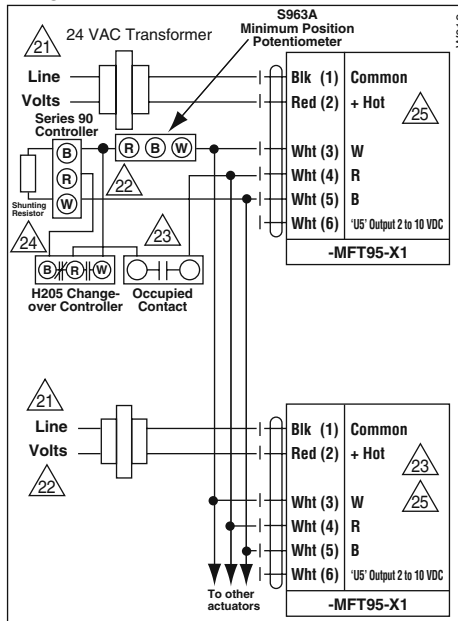 S963A
Minimum Position
Potentiometer
21
24 VAC Transformer
Line
Volts
Blk (1) Common
Red (2) + Hot
25
Series 90
Controller
B
R
W
R B W
22
Wht (3) W
Wht (4) R
Wht (5) B
Wht (6) 'U5' Output 2 to 10 VDC
-MFT95-X1
Shunting
Resistor
24
23
B R W
H205 Change-
over Controller
Occupied
Contact
21
Line
Volts
22
Blk (1) Common
Red (2) + Hot
23
25
Wht (3) W
Wht (4) R
Wht (5) B
Wht (6) 'U5' Output 2 to 10 VDC
-MFT95-X1
To other
actuators